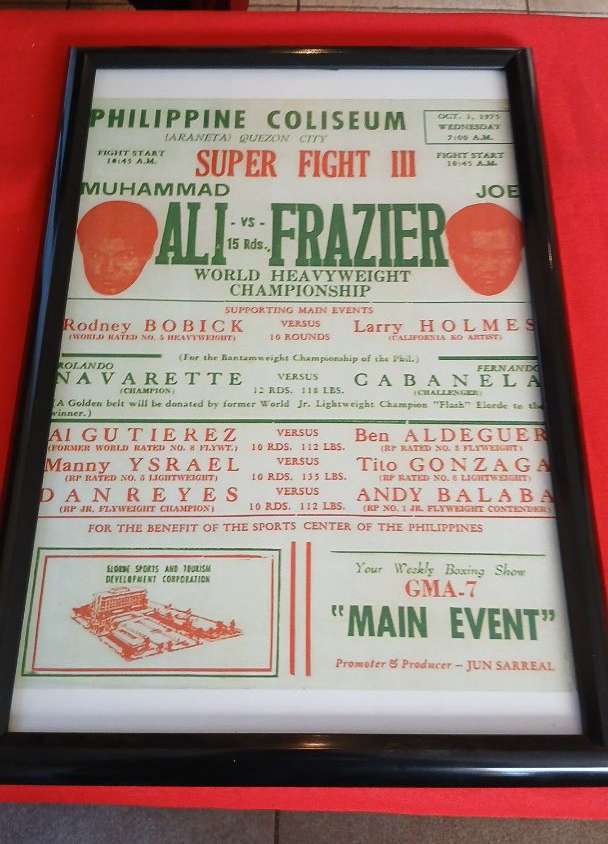 PHILIPPINE COLISEUM
(ARANETA) QUEZON CITY
OCT. 1, 1975
WEDNESDAY
7:00 A.M.
FIGHT START
10:45 A.M.
SUPER FIGHT III
FIGHT START
10:45 A.M.
MUHAMMAD
JOE
ALI - VS - FRAZIER
15 Rds.,
WORLD HEAVYWEIGHT
CHAMPIONSHIP
SUPPORTING MAIN EVENTS
Rodney BOBICK VERSUS Larry HOLMES
(WORLD RATED NO. 5 HEAVYWEIGHT) 10 ROUNDS (CALIFORNIA KO ARTIST)
(For the Bantamweight Championship of the Phil.)
ROLANDO FERNANDO
NAVARETTE VERSUS CABANELA
(CHAMPION) 12 RDS. 118 LBS. (CHALLENGER)
(A Golden belt will be donated by former World Jr. Lightweight Champion "Flash" Elorde to the
winner.)
Al GUTIEREZ VERSUS Ben ALDEGUER
(FORMER WORLD RATED NO. 8 FLYWT.) 10 RDS. 112 LBS. (RP RATED NO. 3 FLYWEIGHT)
Manny YSRAEL VERSUS Tito GONZAGA
(RP RATED NO. 5 LIGHTWEIGHT) 10 RDS. 135 LBS. (RP RATED NO. 6 LIGHTWEIGHT)
DAN REYES VERSUS ANDY BALABA
(RP JR. FLYWEIGHT CHAMPION) 10 RDS. 112 LBS. (RP NO. 1 JR. FLYWEIGHT CONTENDER)
FOR THE BENEFIT OF THE SPORTS CENTER OF THE PHILIPPINES
ELORDE SPORTS AND TOURISM
DEVELOPMENT CORPORATION
Your Weekly Boxing Show
GMA-7
"MAIN EVENT"
Promoter & Producer – JUN SARREAL